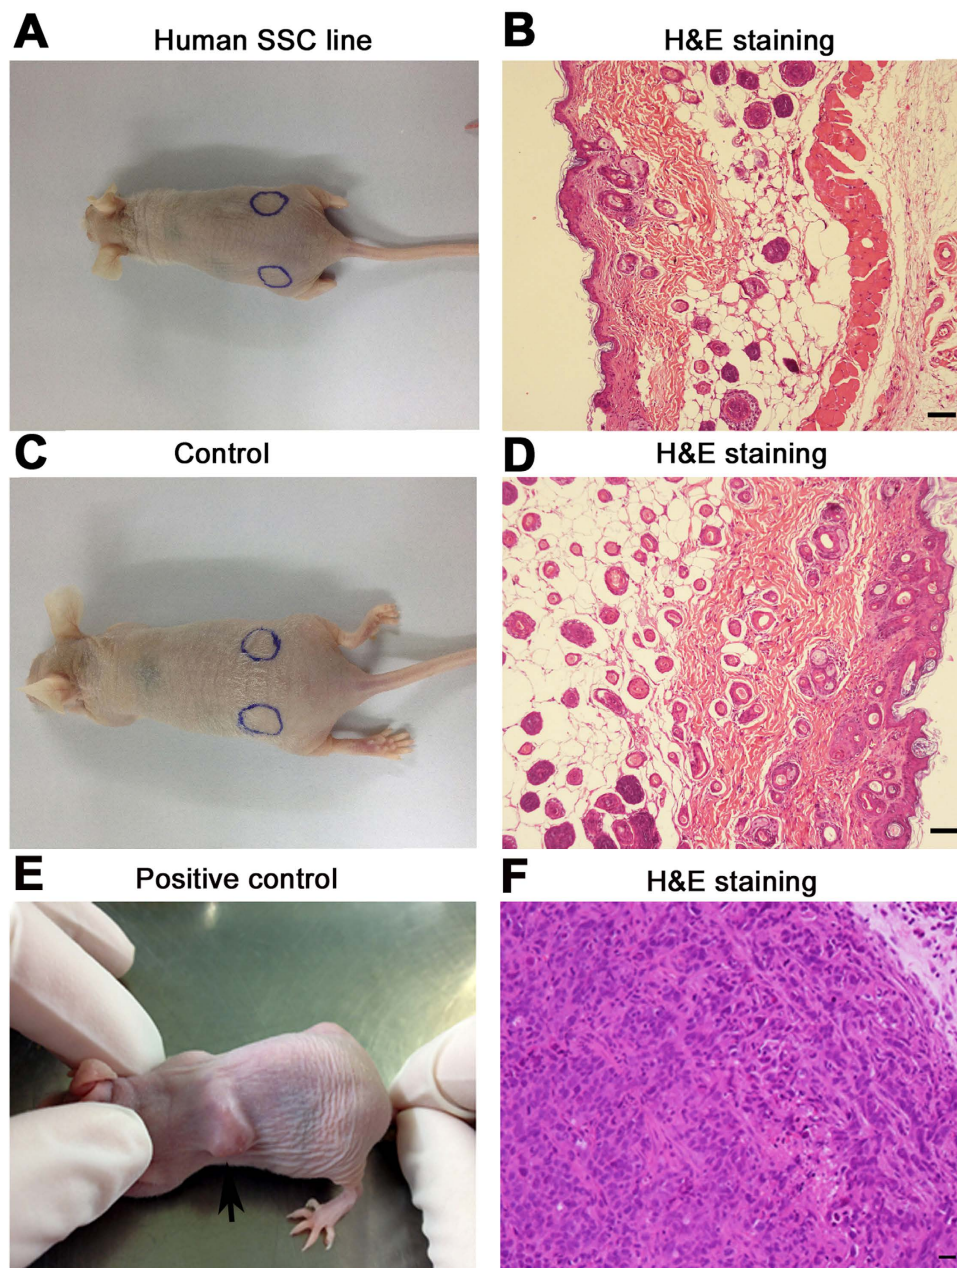 A
Human SSC line
B
H&E staining
C
Control
D
H&E staining
E
Positive control
F
H&E staining